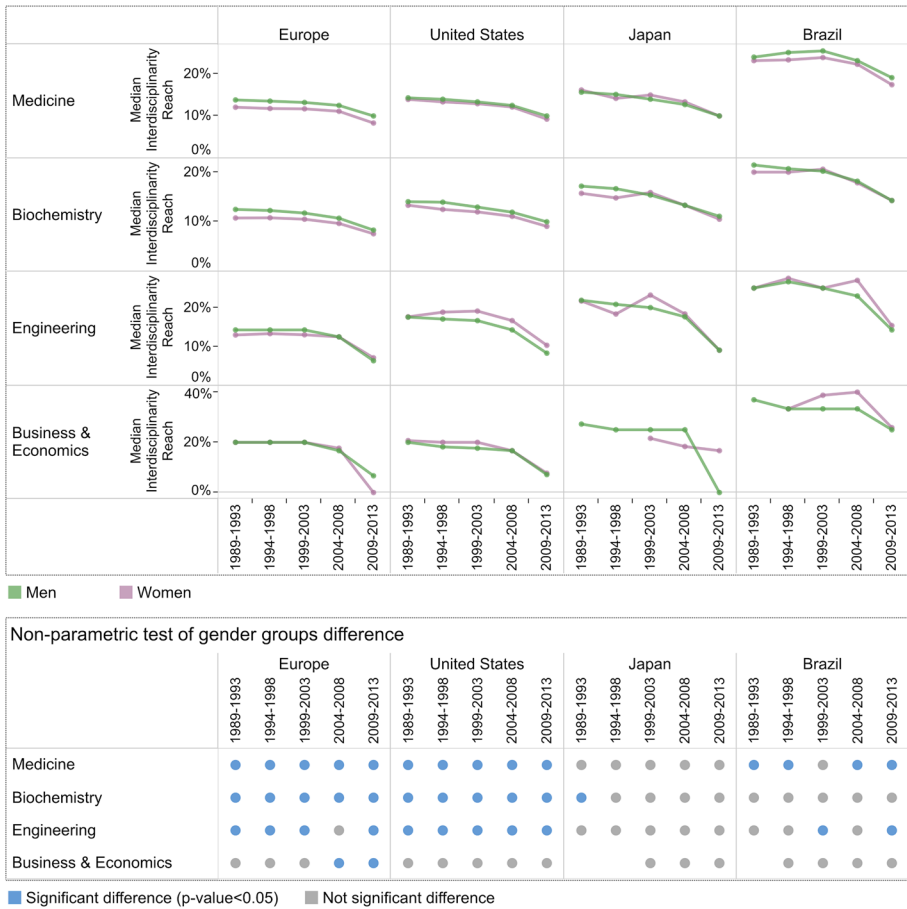 Europe United States Japan Brazil
Medicine
Median
Interdisciplinarity
Reach
20%
10%
0%
Biochemistry
Median
Interdisciplinarity
Reach
20%
10%
0%
Engineering
Median
Interdisciplinarity
Reach
20%
10%
0%
Business &
Economics
Median
Interdisciplinarity
Reach
40%
20%
0%
1989-1993 1994-1998 1999-2003 2004-2008 2009-2013 1989-1993 1994-1998 1999-2003 2004-2008 2009-2013 1989-1993 1994-1998 1999-2003 2004-2008 2009-2013 1989-1993 1994-1998 1999-2003 2004-2008 2009-2013
Men Women
Non-parametric test of gender groups difference
Europe United States Japan Brazil
1989-1993 1994-1998 1999-2003 2004-2008 2009-2013 1989-1993 1994-1998 1999-2003 2004-2008 2009-2013 1989-1993 1994-1998 1999-2003 2004-2008 2009-2013 1989-1993 1994-1998 1999-2003 2004-2008 2009-2013
Medicine
Biochemistry
Engineering
Business & Economics
Significant difference (p-value<0.05) Not significant difference